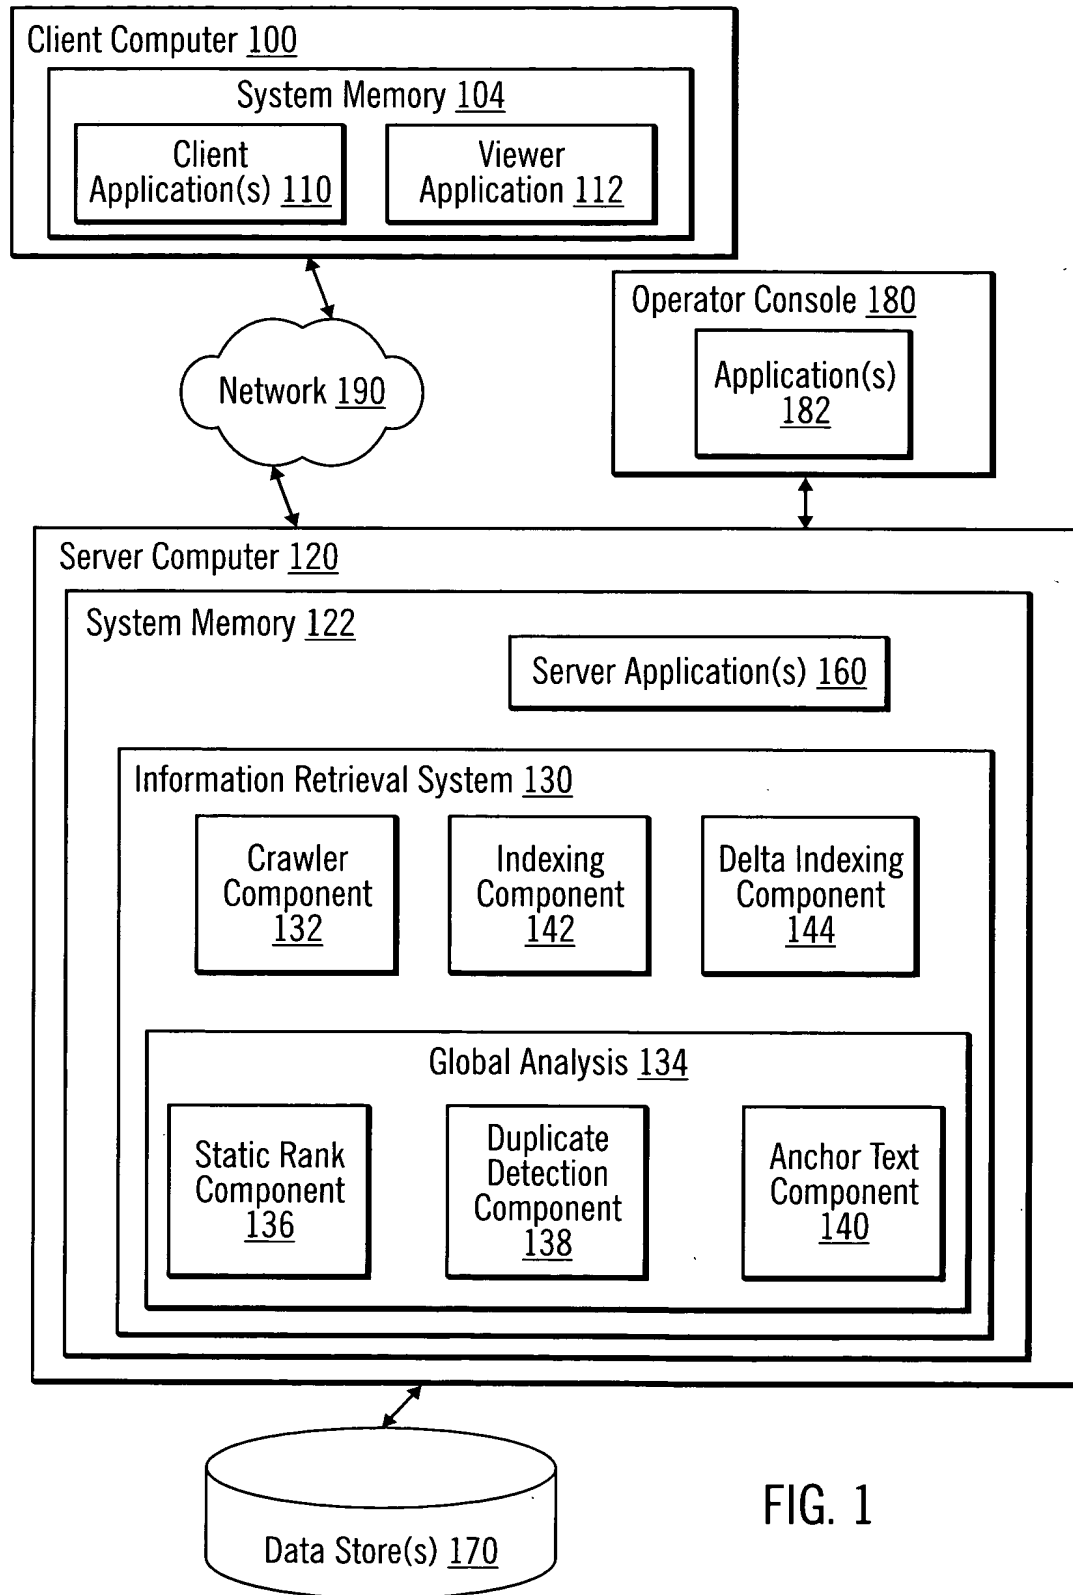 Client Computer 100
System Memory 104
Client
Application(s) 110
Viewer
Application 112
Operator Console 180
Application(s)
182
Network 190
Server Computer 120
System Memory 122
Server Application(s) 160
Information Retrieval System 130
Crawler
Component
132
Indexing
Component
142
Delta Indexing
Component
144
Global Analysis 134
Static Rank
Component
136
Duplicate
Detection
Component
138
Anchor Text
Component
140
Data Store(s) 170
FIG. 1